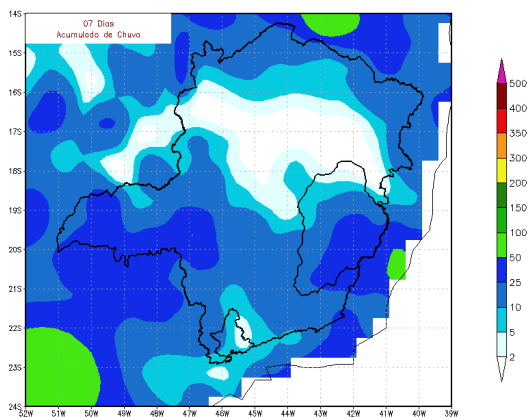 07 Dias
Acumulado de Chuva
14S
15S
16S
17S
18S
19S
20S
21S
22S
23S
24S
52W 51W 50W 49W 48W 47W 46W 45W 44W 43W 42W 41W 40W 39W
500
400
350
300
200
150
100
50
25
10
5
2